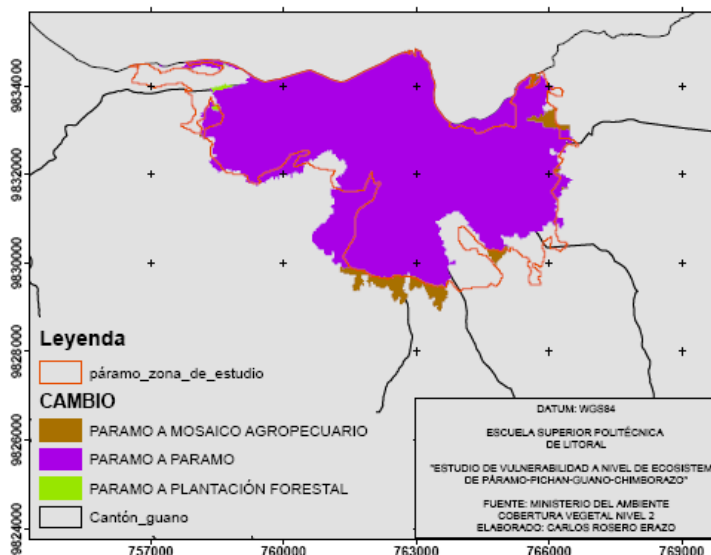 9834000
9832000
9830000
9828000
9826000
9824000
Leyenda
páramo_zona_de_estudio
CAMBIO
PARAMO A MOSAICO AGROPECUARIO
PARAMO A PARAMO
PARAMO A PLANTACIÓN FORESTAL
Cantón_guano
DATUM: WGS84
ESCUELA SUPERIOR POLITÉCNICA
DE LITORAL
"ESTUDIO DE VULNERABILIDAD A NIVEL DE ECOSISTEM
DE PÁRAMO-PICHAN-GUANO-CHIMBORAZO"
FUENTE: MINISTERIO DEL AMBIENTE
COBERTURA VEGETAL NIVEL 2
ELABORADO: CARLOS ROSERO ERAZO
757000 760000 763000 766000 769000